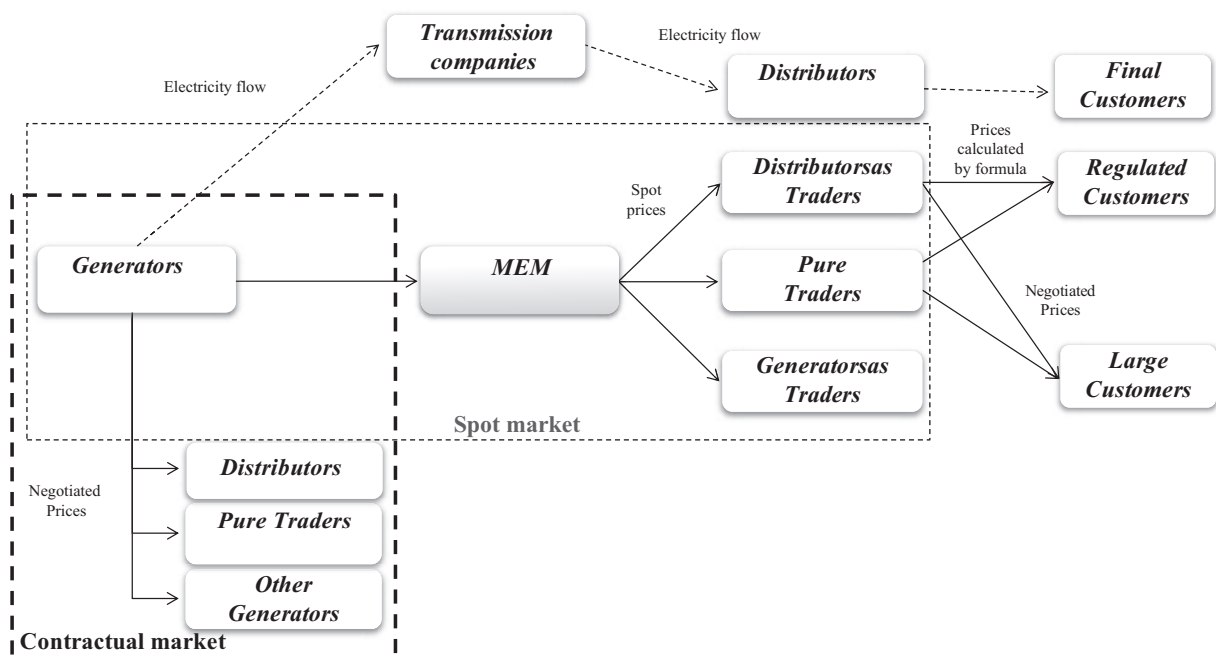 Transmission
companies
Electricity flow
Distributors
Final
Customers
Electricity flow
Prices
calculated
by formula
Distributorsas
Traders
Regulated
Customers
Spot
prices
Generators
MEM
Pure
Traders
Negotiated
Prices
Generatorsas
Traders
Large
Customers
Spot market
Distributors
Negotiated
Prices
Pure Traders
Other
Generators
Contractual market